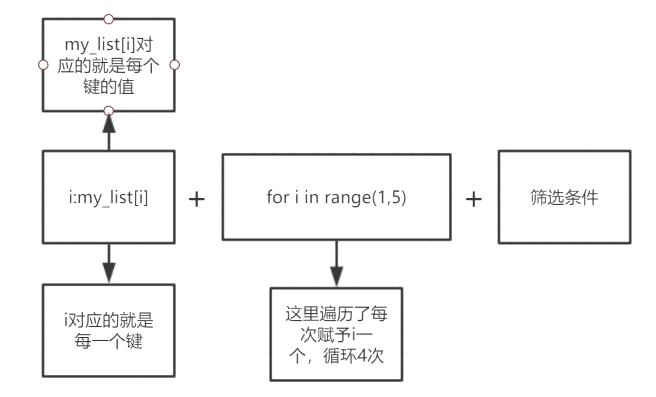 my_list[i]对
应的就是每个
键的值
i:my_list[i]
+
for i in range(1,5)
+
筛选条件
i对应的就是
每一个键
这里遍历了每
次赋予i一
个，循环4次